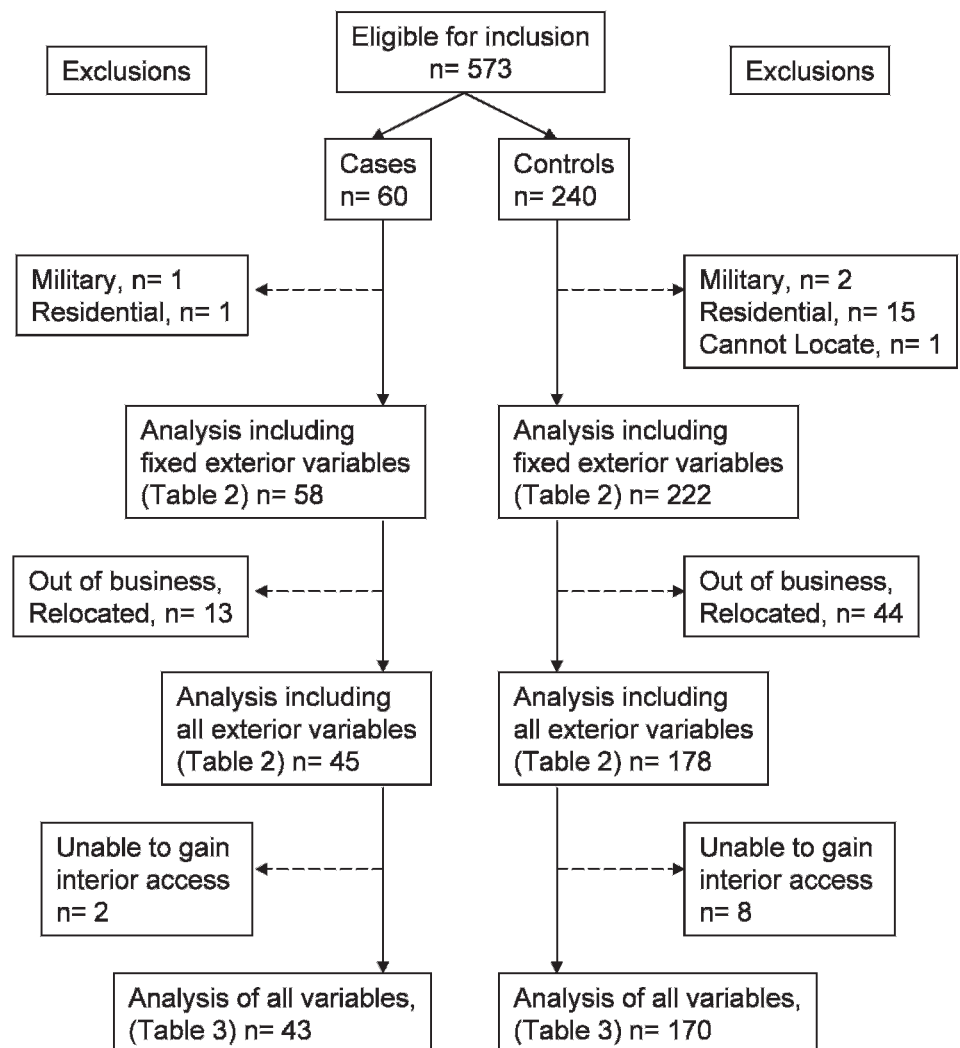 Eligible for inclusion
n= 573
Exclusions
Exclusions
Cases
n= 60
Controls
n= 240
Military, n= 1
Residential, n= 1
Military, n= 2
Residential, n= 15
Cannot Locate, n= 1
Analysis including
fixed exterior variables
(Table 2) n= 58
Analysis including
fixed exterior variables
(Table 2) n= 222
Out of business,
Relocated, n= 13
Out of business,
Relocated, n= 44
Analysis including
all exterior variables
(Table 2) n= 45
Analysis including
all exterior variables
(Table 2) n= 178
Unable to gain
interior access
n= 2
Unable to gain
interior access
n= 8
Analysis of all variables,
(Table 3) n= 43
Analysis of all variables,
(Table 3) n= 170